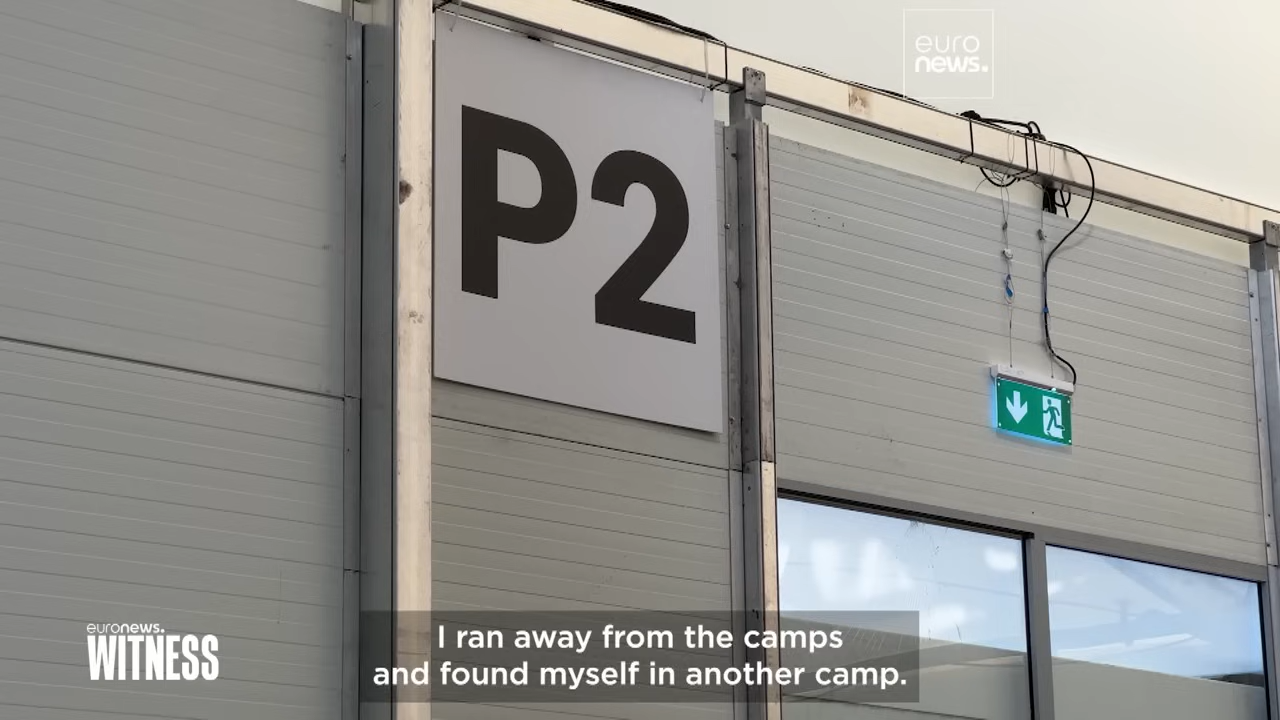 euro
news.
P2
euronews.
WITNESS
I ran away from the camps
and found myself in another camp.